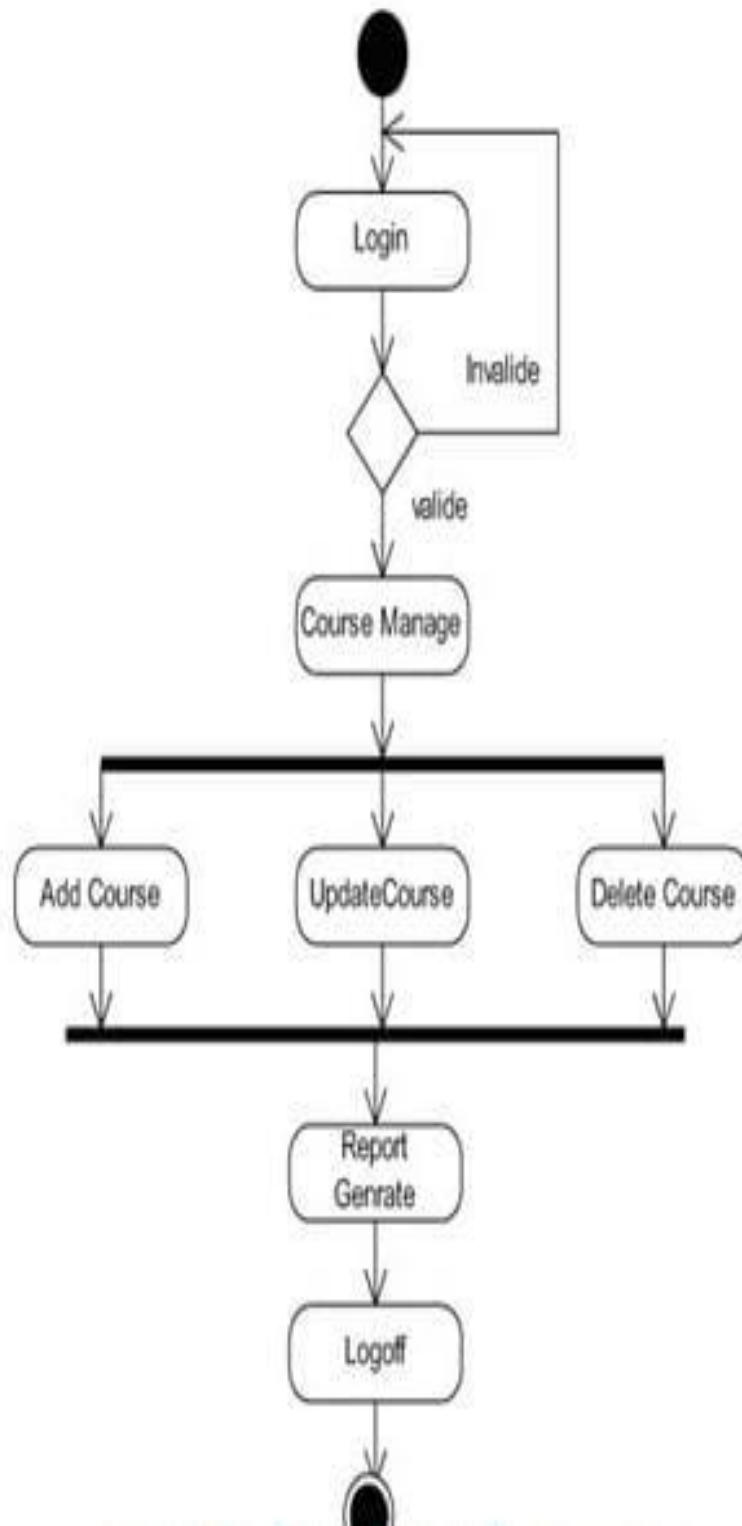 Login
Invalide
valide
Course Manage
Add Course
UpdateCourse
Delete Course
Report
Genrate
Logoff